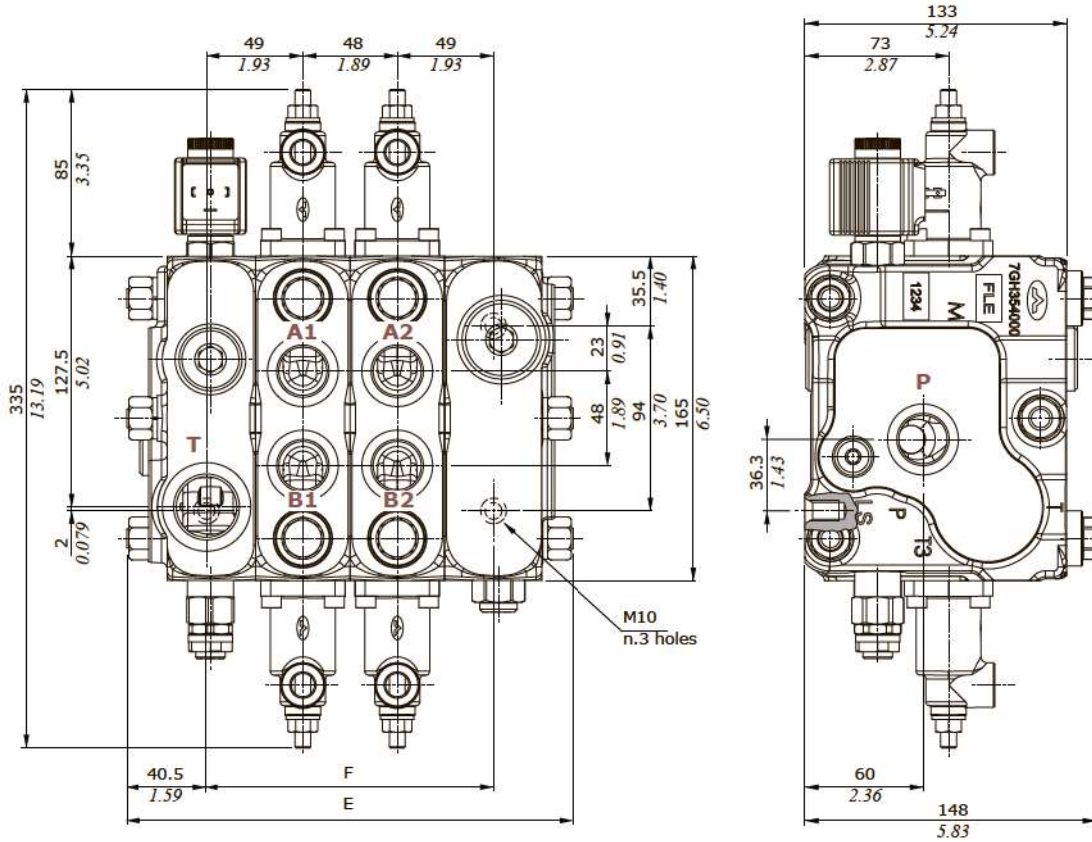 49
1.93
48
1.89
49
1.93
85
3.35
335
13.19
127.5
5.02
2
0.079
A1
A2
T
B1
B2
35.5
1.40
23
0.91
48
1.89
94
3.70
165
6.50
M10
n.3 holes
40.5
1.59
F
E
133
5.24
73
2.87
7GH354000
FLE
1234
M
P
36.3
1.43
LS
P
T3
T
60
2.36
148
5.83